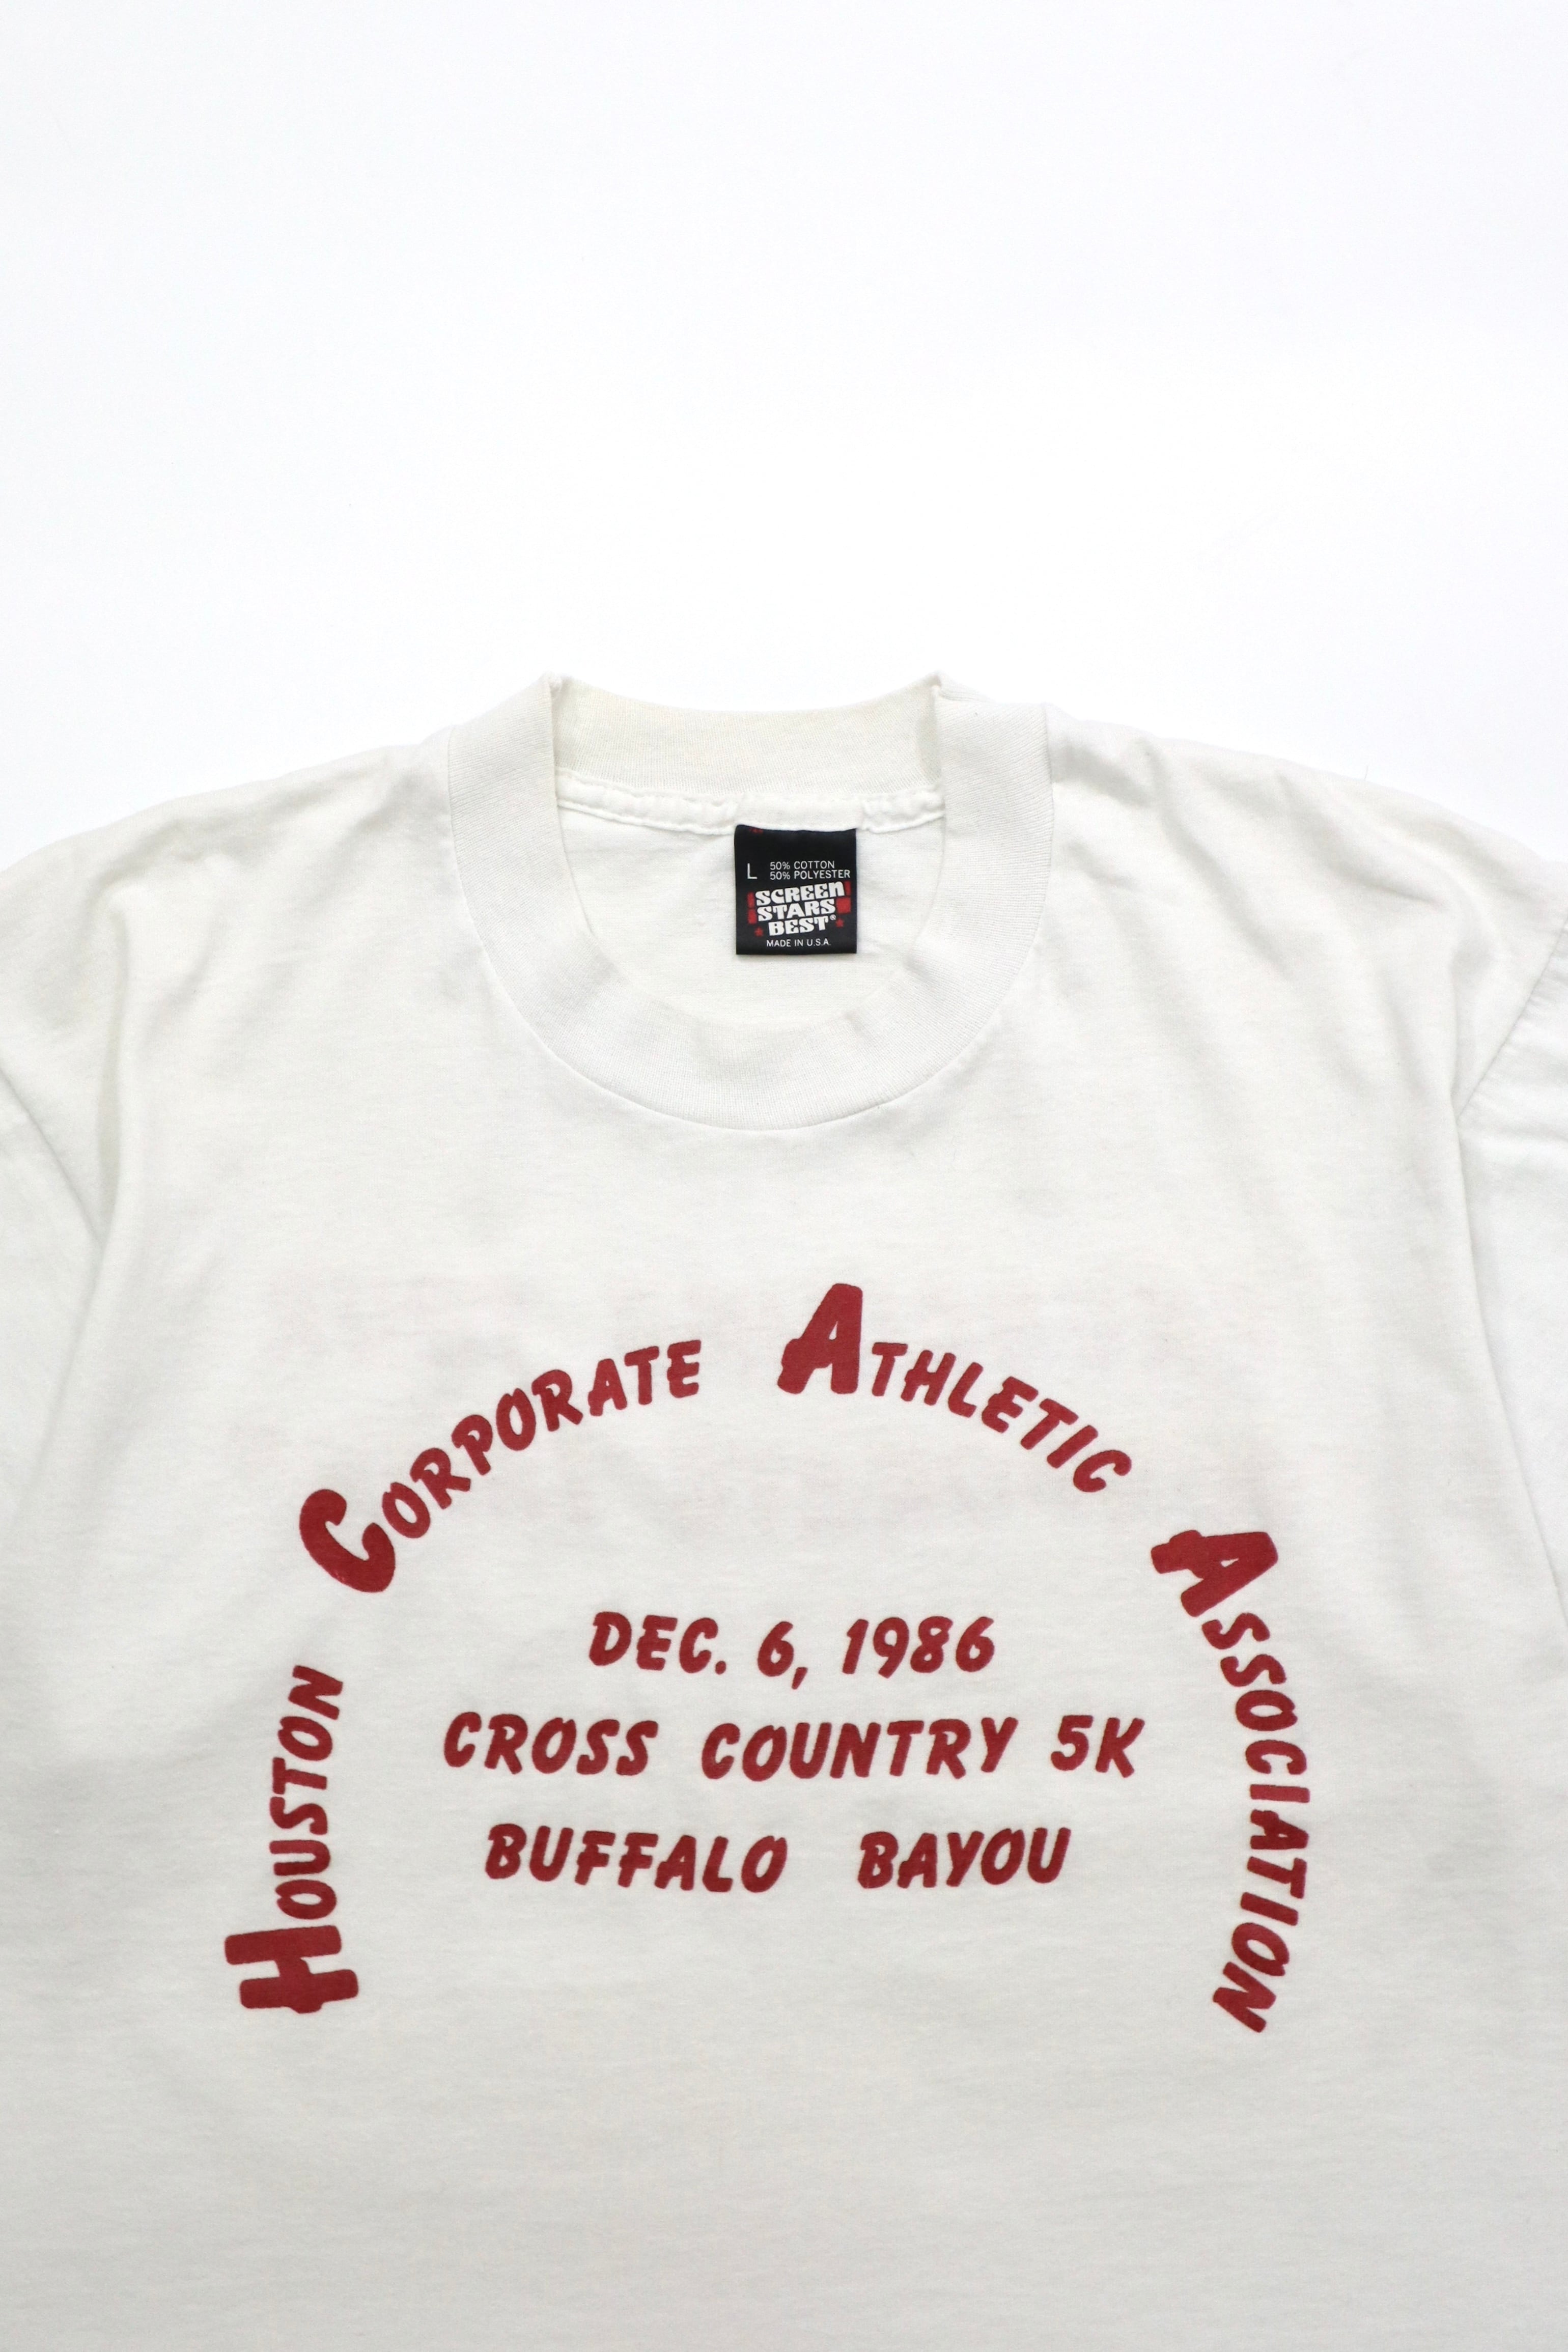 L 50% COTTON
50% POLYESTER
SCREEN
STARS
BEST®
MADE IN U.S.A.
HOUSTON CORPORATE ATHLETIC ASSOCIATION
DEC. 6, 1986
CROSS COUNTRY 5K
BUFFALO BAYOU